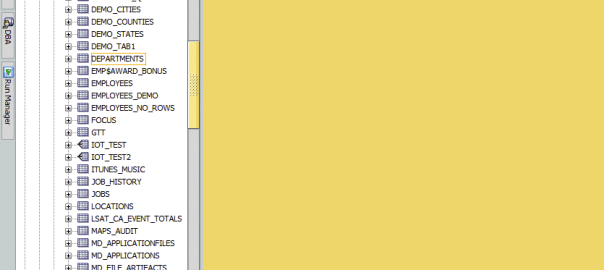 DEMO_CITIES
DEMO_COUNTIES
DEMO_STATES
DEMO_TAB1
DEPARTMENTS
EMP$AWARD_BONUS
EMPLOYEES
EMPLOYEES_DEMO
EMPLOYEES_NO_ROWS
FOCUS
GTT
IOT_TEST
IOT_TEST2
ITUNES_MUSIC
JOB_HISTORY
JOBS
LOCATIONS
LSAT_CA_EVENT_TOTALS
MAPS_AUDIT
MD_APPLICATIONFILES
MD_APPLICATIONS
MD_FILE_ARTIFACTS
DBA
Run Manager